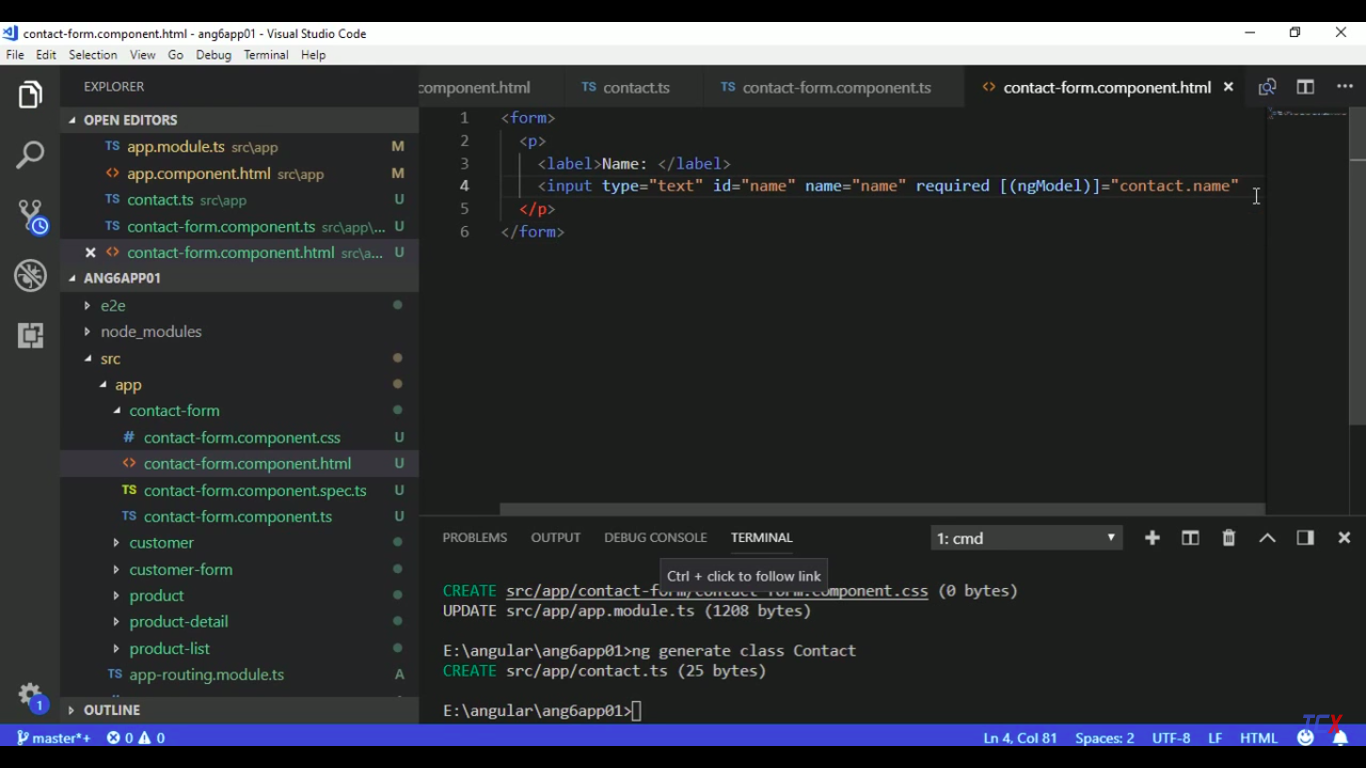 contact-form.component.html - ang6app01 - Visual Studio Code
File Edit Selection View Go Debug Terminal Help
EXPLORER
OPEN EDITORS
TS app.module.ts src\app M
<> app.component.html src\app M
TS contact.ts src\app U
TS contact-form.component.ts src\app\... U
<> contact-form.component.html src\a... U
ANG6APP01
e2e
node_modules
src
app
contact-form
# contact-form.component.css U
<> contact-form.component.html U
TS contact-form.component.spec.ts U
TS contact-form.component.ts U
customer
customer-form
product
product-detail
product-list
TS app-routing.module.ts A
OUTLINE
component.html TS contact.ts TS contact-form.component.ts <> contact-form.component.html
1 <form>
2 <p>
3 <label>Name: </label>
4 <input type="text" id="name" name="name" required [(ngModel)]="contact.name"
5 </p>
6 </form>
PROBLEMS OUTPUT DEBUG CONSOLE TERMINAL 1: cmd
Ctrl + click to follow link
CREATE src/app/contact-form/contact-form.component.css (0 bytes)
UPDATE src/app/app.module.ts (1208 bytes)
E:\angular\ang6app01>ng generate class Contact
CREATE src/app/contact.ts (25 bytes)
E:\angular\ang6app01>
1
master*+ 0 0 Ln 4, Col 81 Spaces: 2 UTF-8 LF HTML